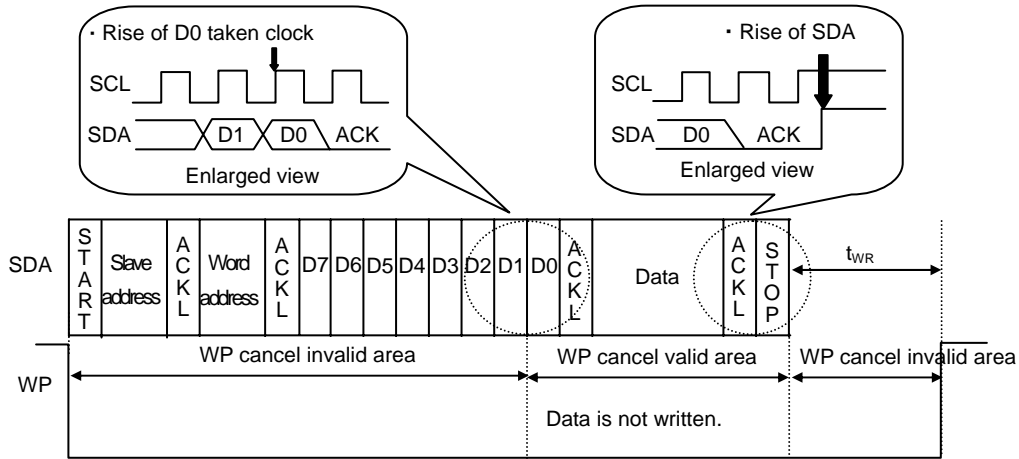 ・Rise of D0 taken clock
SCL
SDA D1 D0 ACK
Enlarged view
・Rise of SDA
SCL
SDA D0 ACK
Enlarged view
SDA START Slave address ACKL Word address ACKL D7 D6 D5 D4 D3 D2 D1 D0 ACKL Data ACKL STOP tWR
WP cancel invalid area WP cancel valid area WP cancel invalid area
WP
Data is not written.